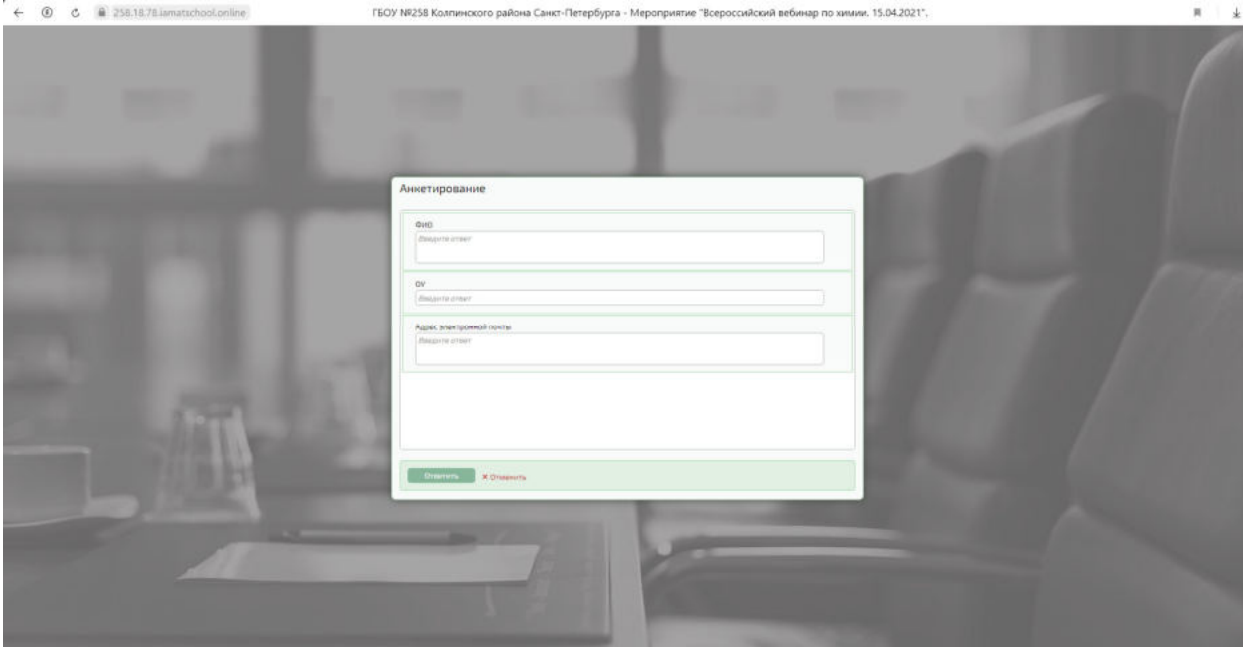 258.18.78.iamatschool.online
ГБОУ №258 Колпинского района Санкт-Петербурга - Мероприятие "Всероссийский вебинар по химии. 15.04.2021".
Анкетирование
ФИО
Введите ответ
ОУ
Введите ответ
Адрес электронной почты
Введите ответ
Ответить
× Отменить